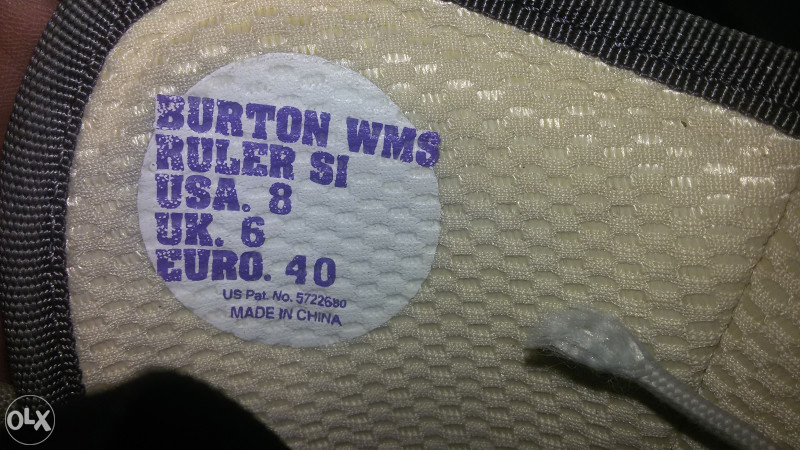 BURTON WMS
RULER SI
USA. 8
UK. 6
EURO. 40
US Pat. No. 5722680
MADE IN CHINA
OLX